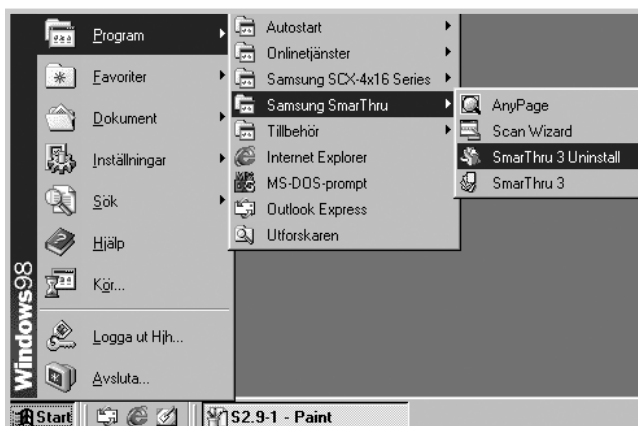 Program
Favoriter
Dokument
Inställningar
Sök
Hjälp
Kör...
Logga ut Hjh...
Avsluta...
Windows98
Autostart
Onlinetjänster
Samsung SCX-4x16 Series
Samsung SmarThru
Tillbehör
Internet Explorer
MS-DOS-prompt
Outlook Express
Utforskaren
AnyPage
Scan Wizard
SmarThru 3 Uninstall
SmarThru 3
Start
S2.9-1 - Paint